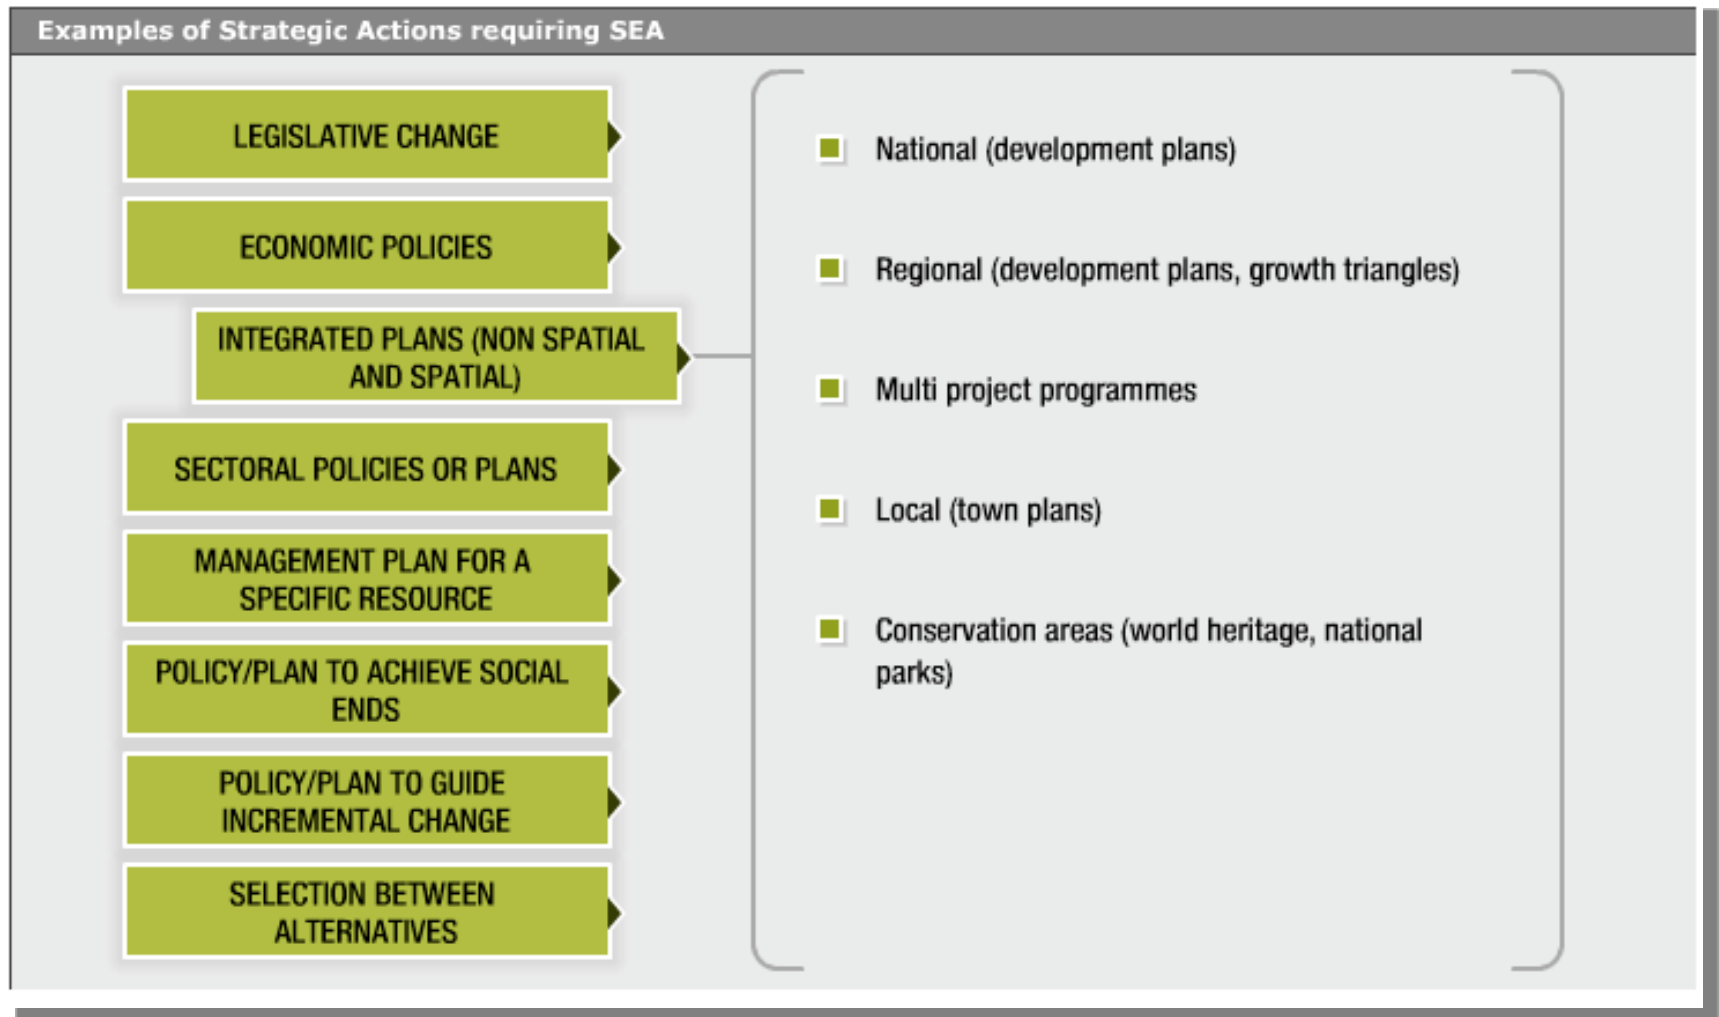 Examples of Strategic Actions requiring SEA
LEGISLATIVE CHANGE
ECONOMIC POLICIES
INTEGRATED PLANS (NON SPATIAL
AND SPATIAL)
SECTORAL POLICIES OR PLANS
MANAGEMENT PLAN FOR A
SPECIFIC RESOURCE
POLICY/PLAN TO ACHIEVE SOCIAL
ENDS
POLICY/PLAN TO GUIDE
INCREMENTAL CHANGE
SELECTION BETWEEN
ALTERNATIVES
National (development plans)
Regional (development plans, growth triangles)
Multi project programmes
Local (town plans)
Conservation areas (world heritage, national
parks)